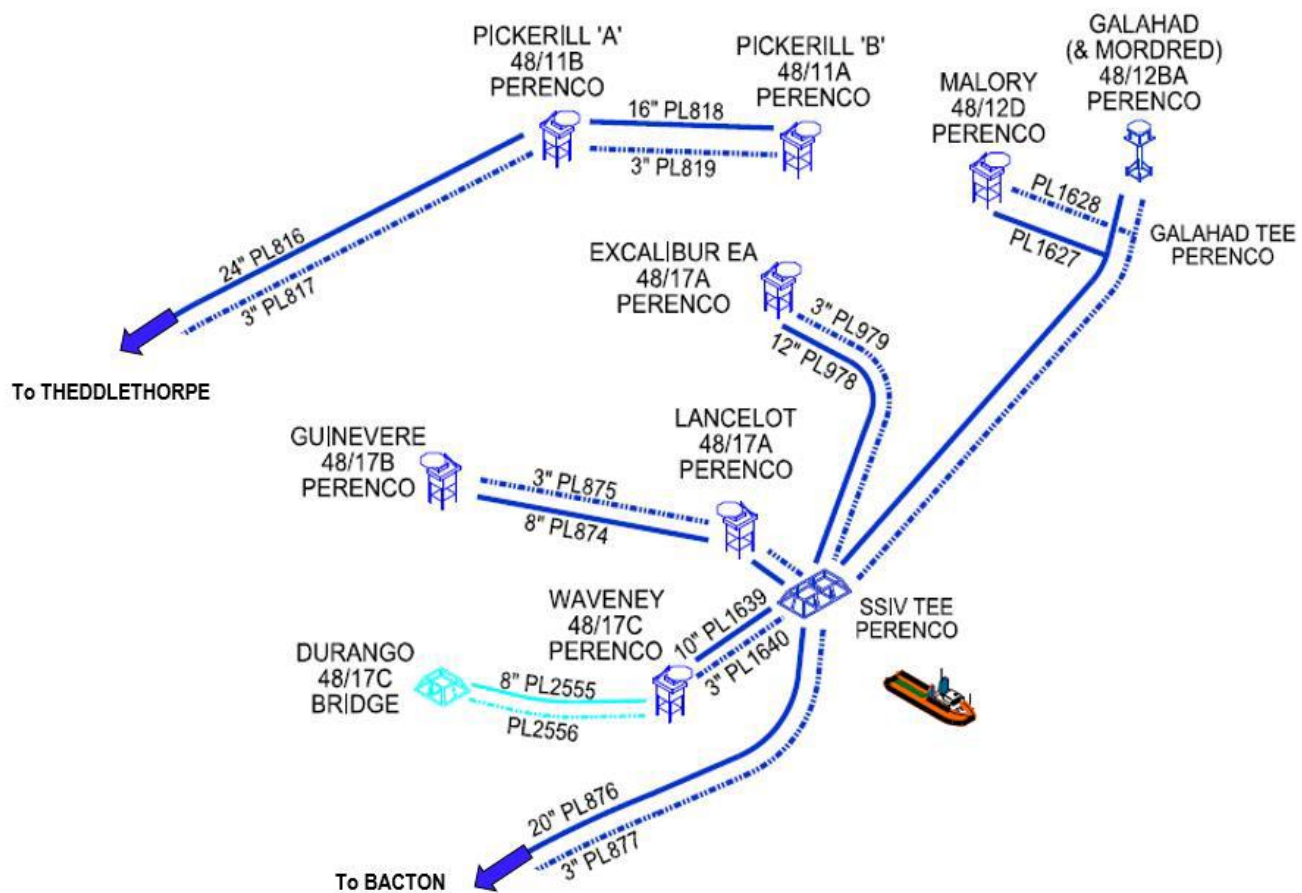 PICKERILL 'A'
48/11B
PERENCO
16" PL818
3" PL819
PICKERILL 'B'
48/11A
PERENCO
GALAHAD
(& MORDRED)
48/12BA
PERENCO
MALORY
48/12D
PERENCO
PL1628
PL1627
GALAHAD TEE
PERENCO
24" PL816
3" PL817
To THEDDLETHORPE
EXCALIBUR EA
48/17A
PERENCO
3" PL979
12" PL978
GUINEVERE
48/17B
PERENCO
3" PL875
8" PL874
LANCELOT
48/17A
PERENCO
WAVENEY
48/17C
PERENCO
10" PL1639
3" PL1640
SSIV TEE
PERENCO
DURANGO
48/17C
BRIDGE
8" PL2555
PL2556
20" PL876
3" PL877
To BACTON